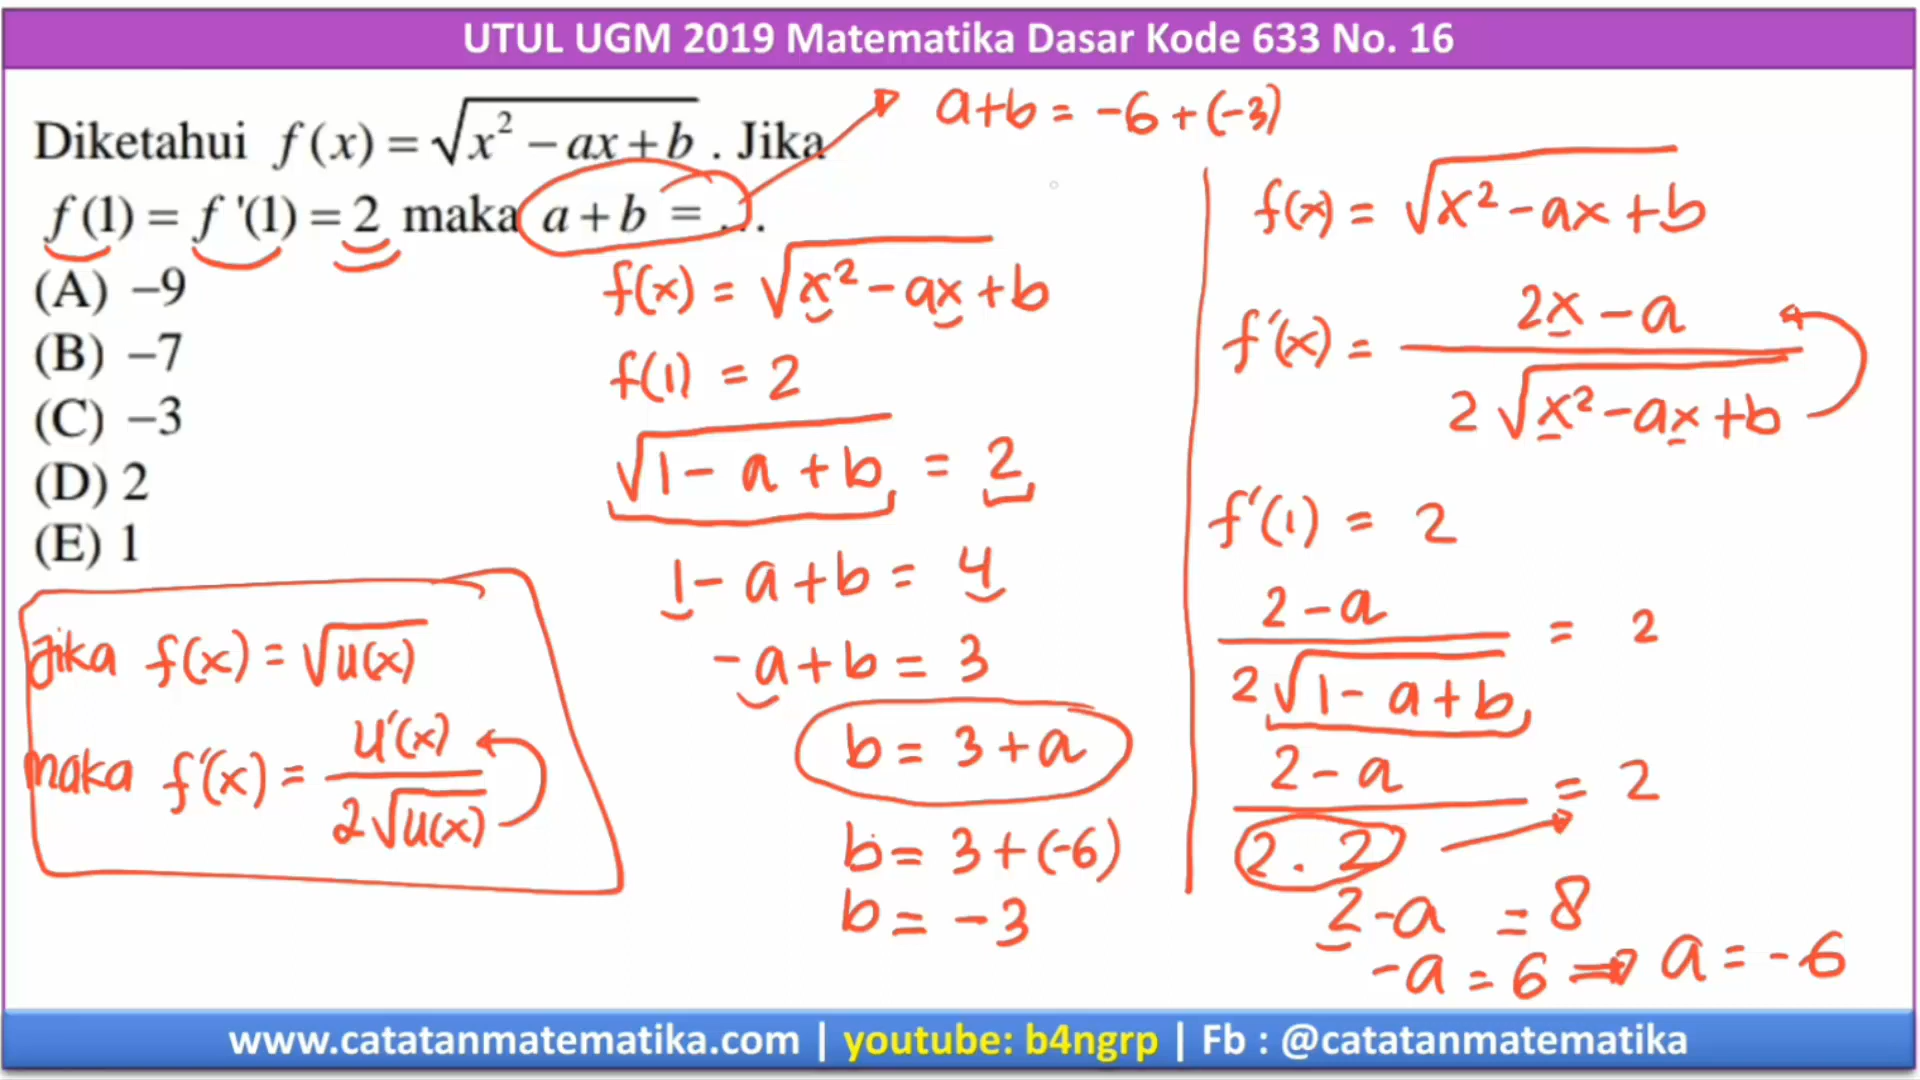 UTUL UGM 2019 Matematika Dasar Kode 633 No. 16
Diketahui f(x) = √(x² − ax + b) . Jika
f(1) = f '(1) = 2 maka a + b = ...
(A) −9
(B) −7
(C) −3
(D) 2
(E) 1
Jika f(x) = √u(x)
maka f'(x) = u'(x) / 2√u(x)
a+b = -6 + (-3)
f(x) = √(x² - ax + b)
f(1) = 2
√(1 - a + b) = 2
1 - a + b = 4
-a + b = 3
b = 3 + a
b = 3 + (-6)
b = -3
f(x) = √(x² - ax + b)
f'(x) = 2x - a / 2√(x² - ax + b)
f'(1) = 2
2 - a / 2√(1 - a + b) = 2
2 - a / 2 . 2 = 2
2 - a = 8
-a = 6 ⇒ a = -6
www.catatanmatematika.com | youtube: b4ngrp | Fb : @catatanmatematika